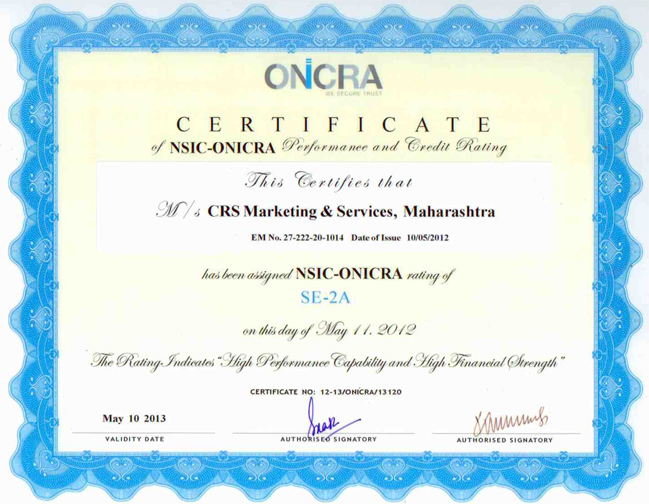 ONICRA
WE SECURE TRUST
CERTIFICATE
of NSIC-ONICRA Performance and Credit Rating
This Certifies that
M/s CRS Marketing & Services, Maharashtra
EM No. 27-222-20-1014 Date of Issue 10/05/2012
has been assigned NSIC-ONICRA rating of
SE-2A
on this day of May 11, 2012
The Rating Indicates "High Performance Capability and High Financial Strength"
CERTIFICATE NO: 12-13/ONICRA/13120
May 10 2013
VALIDITY DATE
AUTHORISED SIGNATORY
AUTHORISED SIGNATORY